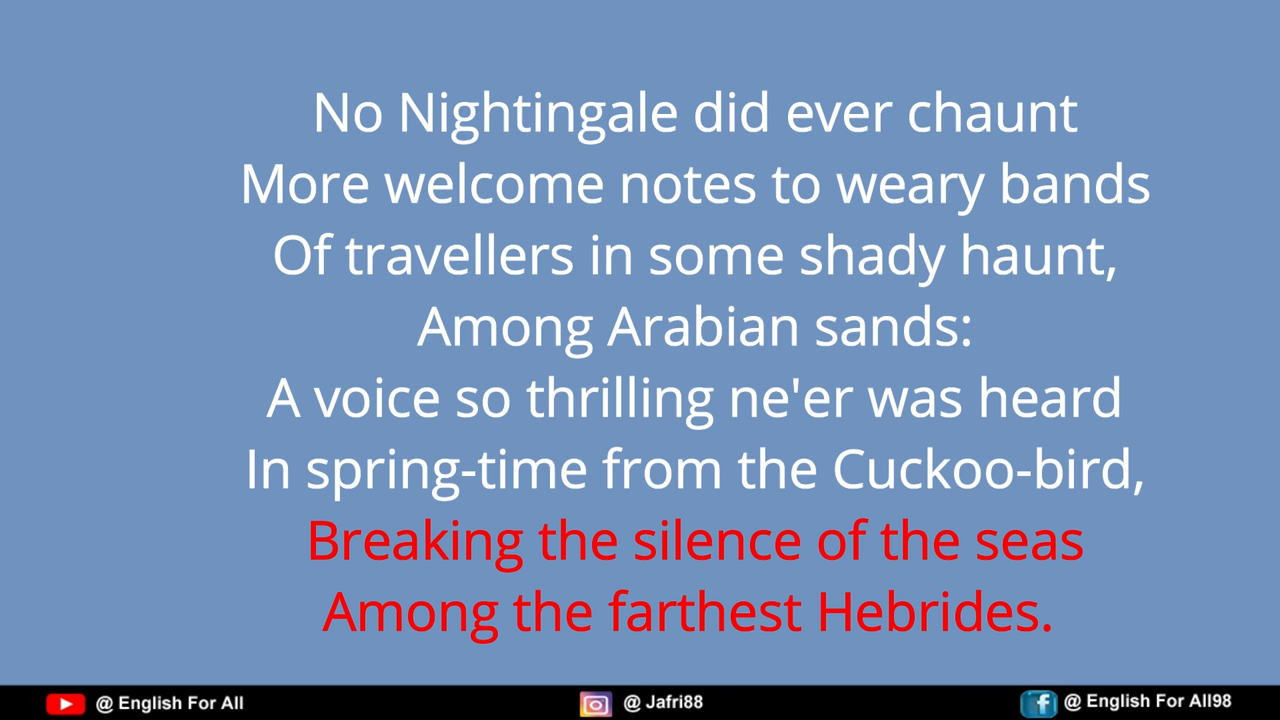 No Nightingale did ever chaunt
More welcome notes to weary bands
Of travellers in some shady haunt,
Among Arabian sands:
A voice so thrilling ne'er was heard
In spring-time from the Cuckoo-bird,
Breaking the silence of the seas
Among the farthest Hebrides.
@ English For All
@ Jafri88
@ English For All98